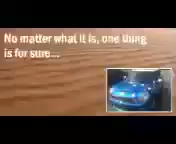 No matter what it is, one thing
is for sure...